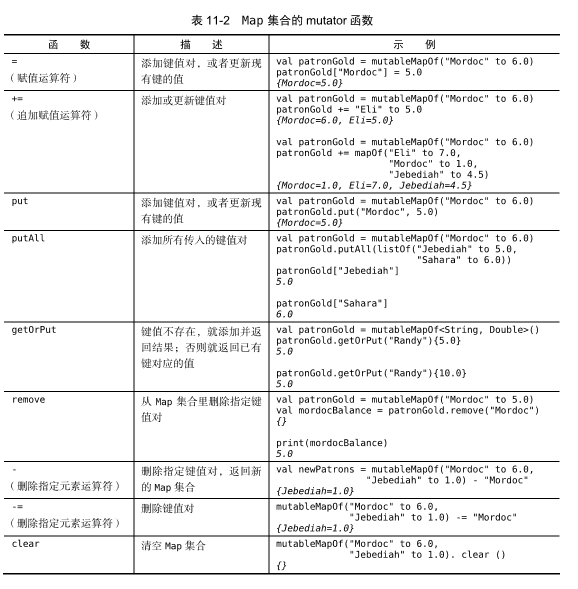 表 11-2 Map 集合的 mutator 函数
函 数 描 述 示 例
=
（赋值运算符）
添加键值对，或者更新现
有键的值
val patronGold = mutableMapOf("Mordoc" to 6.0)
patronGold["Mordoc"] = 5.0
{Mordoc=5.0}
+=
（追加赋值运算符）
添加或更新键值对
val patronGold = mutableMapOf("Mordoc" to 6.0)
patronGold += "Eli" to 5.0
{Mordoc=6.0, Eli=5.0}
val patronGold = mutableMapOf("Mordoc" to 6.0)
patronGold += mapOf("Eli" to 7.0,
"Mordoc" to 1.0,
"Jebediah" to 4.5)
{Mordoc=1.0, Eli=7.0, Jebediah=4.5}
put
添加键值对，或者更新现
有键的值
val patronGold = mutableMapOf("Mordoc" to 6.0)
patronGold.put("Mordoc", 5.0)
{Mordoc=5.0}
putAll
添加所有传入的键值对
val patronGold = mutableMapOf("Mordoc" to 6.0)
patronGold.putAll(listOf("Jebediah" to 5.0,
"Sahara" to 6.0))
patronGold["Jebediah"]
5.0
patronGold["Sahara"]
6.0
getOrPut
键值不存在，就添加并返
回结果；否则就返回已有
键对应的值
val patronGold = mutableMapOf<String, Double>()
patronGold.getOrPut("Randy"){5.0}
5.0
patronGold.getOrPut("Randy"){10.0}
5.0
remove
从 Map 集合里删除指定键
值对
val patronGold = mutableMapOf("Mordoc" to 5.0)
val mordocBalance = patronGold.remove("Mordoc")
{}
print(mordocBalance)
5.0
-
（删除指定元素运算符）
删除指定键值对，返回新
的 Map 集合
val newPatrons = mutableMapOf("Mordoc" to 6.0,
"Jebediah" to 1.0) - "Mordoc"
{Jebediah=1.0}
-=
（删除指定元素运算符）
删除键值对
mutableMapOf("Mordoc" to 6.0,
"Jebediah" to 1.0) -= "Mordoc"
{Jebediah=1.0}
clear
清空 Map 集合
mutableMapOf("Mordoc" to 6.0,
"Jebediah" to 1.0). clear ()
{}